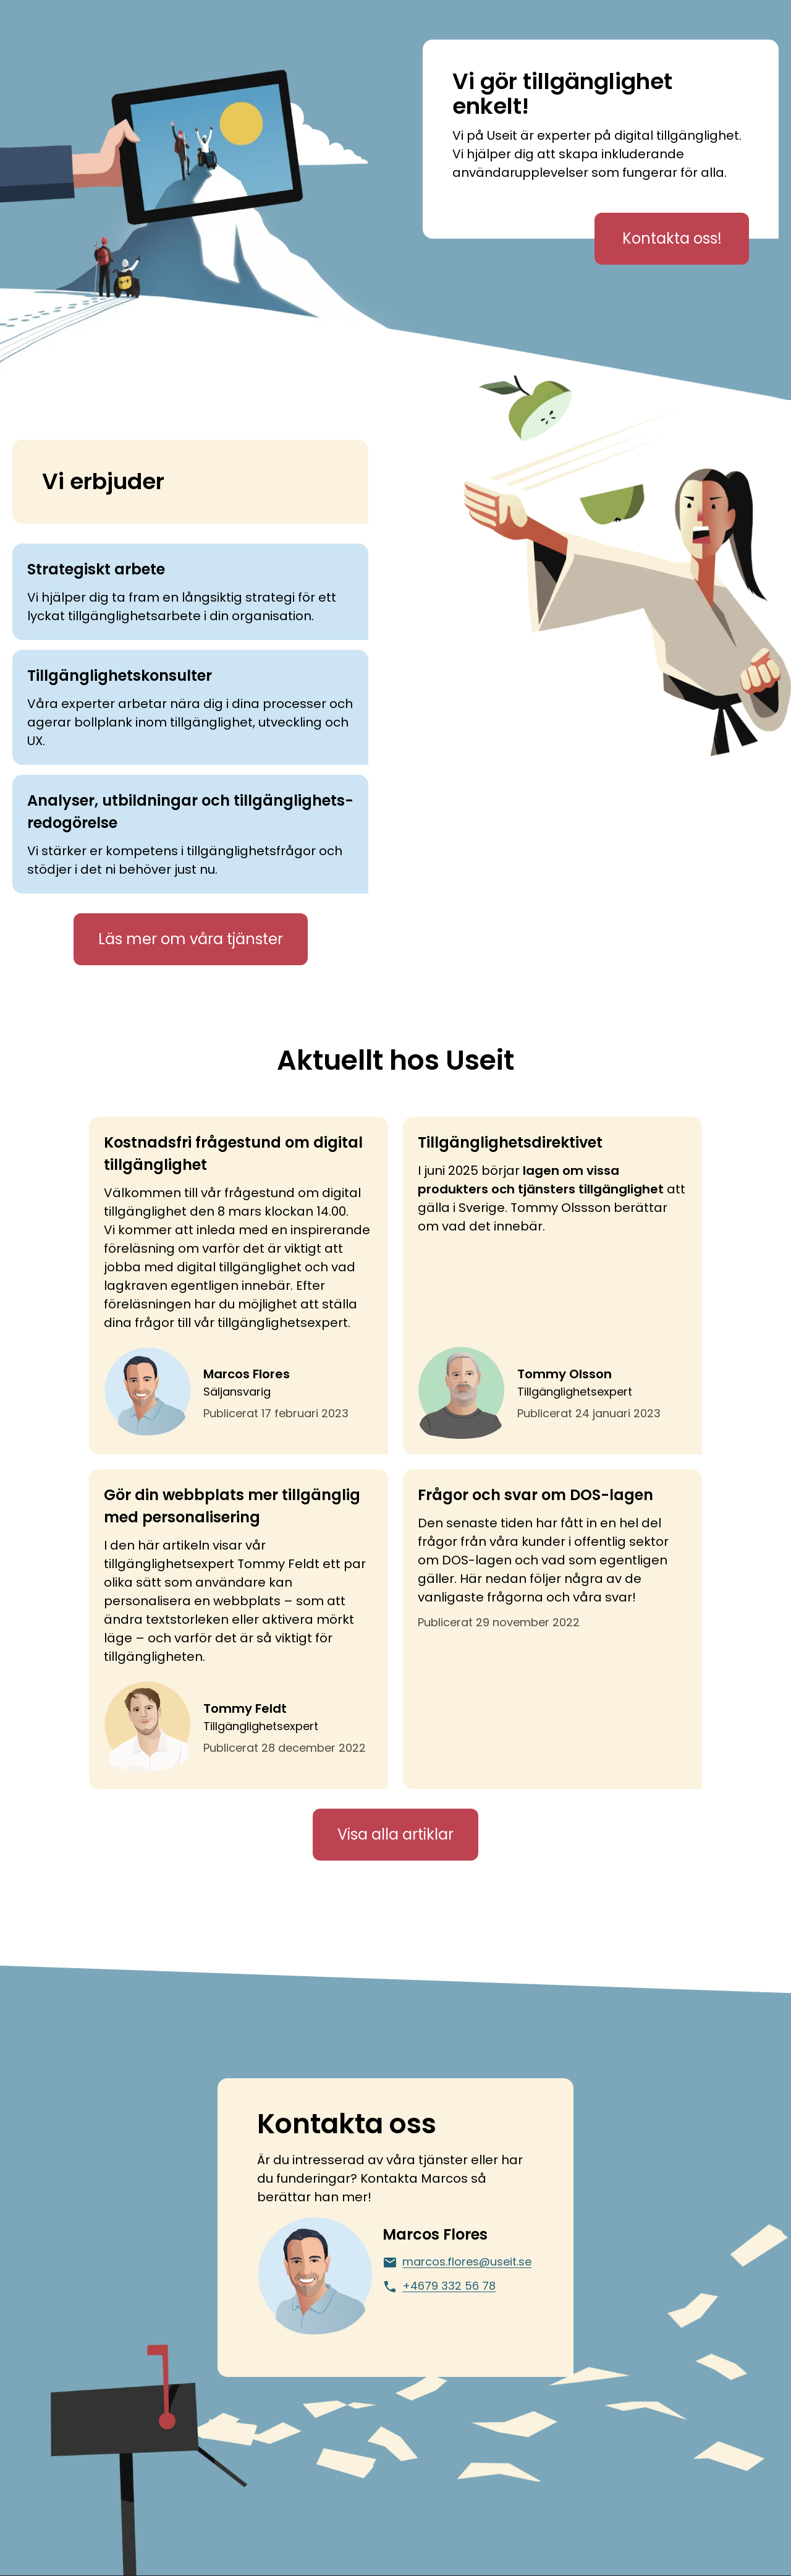 Vi gör tillgänglighet
enkelt!
Vi på Useit är experter på digital tillgänglighet.
Vi hjälper dig att skapa inkluderande
användarupplevelser som fungerar för alla.
Kontakta oss!
Vi erbjuder
Strategiskt arbete
Vi hjälper dig ta fram en långsiktig strategi för ett
lyckat tillgänglighetsarbete i din organisation.
Tillgänglighetskonsulter
Våra experter arbetar nära dig i dina processer och
agerar bollplank inom tillgänglighet, utveckling och
UX.
Analyser, utbildningar och tillgänglighets-
redogörelse
Vi stärker er kompetens i tillgänglighetsfrågor och
stödjer i det ni behöver just nu.
Läs mer om våra tjänster
Aktuellt hos Useit
Kostnadsfri frågestund om digital
tillgänglighet
Välkommen till vår frågestund om digital
tillgänglighet den 8 mars klockan 14.00.
Vi kommer att inleda med en inspirerande
föreläsning om varför det är viktigt att
jobba med digital tillgänglighet och vad
lagkraven egentligen innebär. Efter
föreläsningen har du möjlighet att ställa
dina frågor till vår tillgänglighetsexpert.
Marcos Flores
Säljansvarig
Publicerat 17 februari 2023
Tillgänglighetsdirektivet
I juni 2025 börjar lagen om vissa
produkters och tjänsters tillgänglighet att
gälla i Sverige. Tommy Olssson berättar
om vad det innebär.
Tommy Olsson
Tillgänglighetsexpert
Publicerat 24 januari 2023
Gör din webbplats mer tillgänglig
med personalisering
I den här artikeln visar vår
tillgänglighetsexpert Tommy Feldt ett par
olika sätt som användare kan
personalisera en webbplats – som att
ändra textstorleken eller aktivera mörkt
läge – och varför det är så viktigt för
tillgängligheten.
Tommy Feldt
Tillgänglighetsexpert
Publicerat 28 december 2022
Frågor och svar om DOS-lagen
Den senaste tiden har fått in en hel del
frågor från våra kunder i offentlig sektor
om DOS-lagen och vad som egentligen
gäller. Här nedan följer några av de
vanligaste frågorna och våra svar!
Publicerat 29 november 2022
Visa alla artiklar
Kontakta oss
Är du intresserad av våra tjänster eller har
du funderingar? Kontakta Marcos så
berättar han mer!
Marcos Flores
marcos.flores@useit.se
+4679 332 56 78